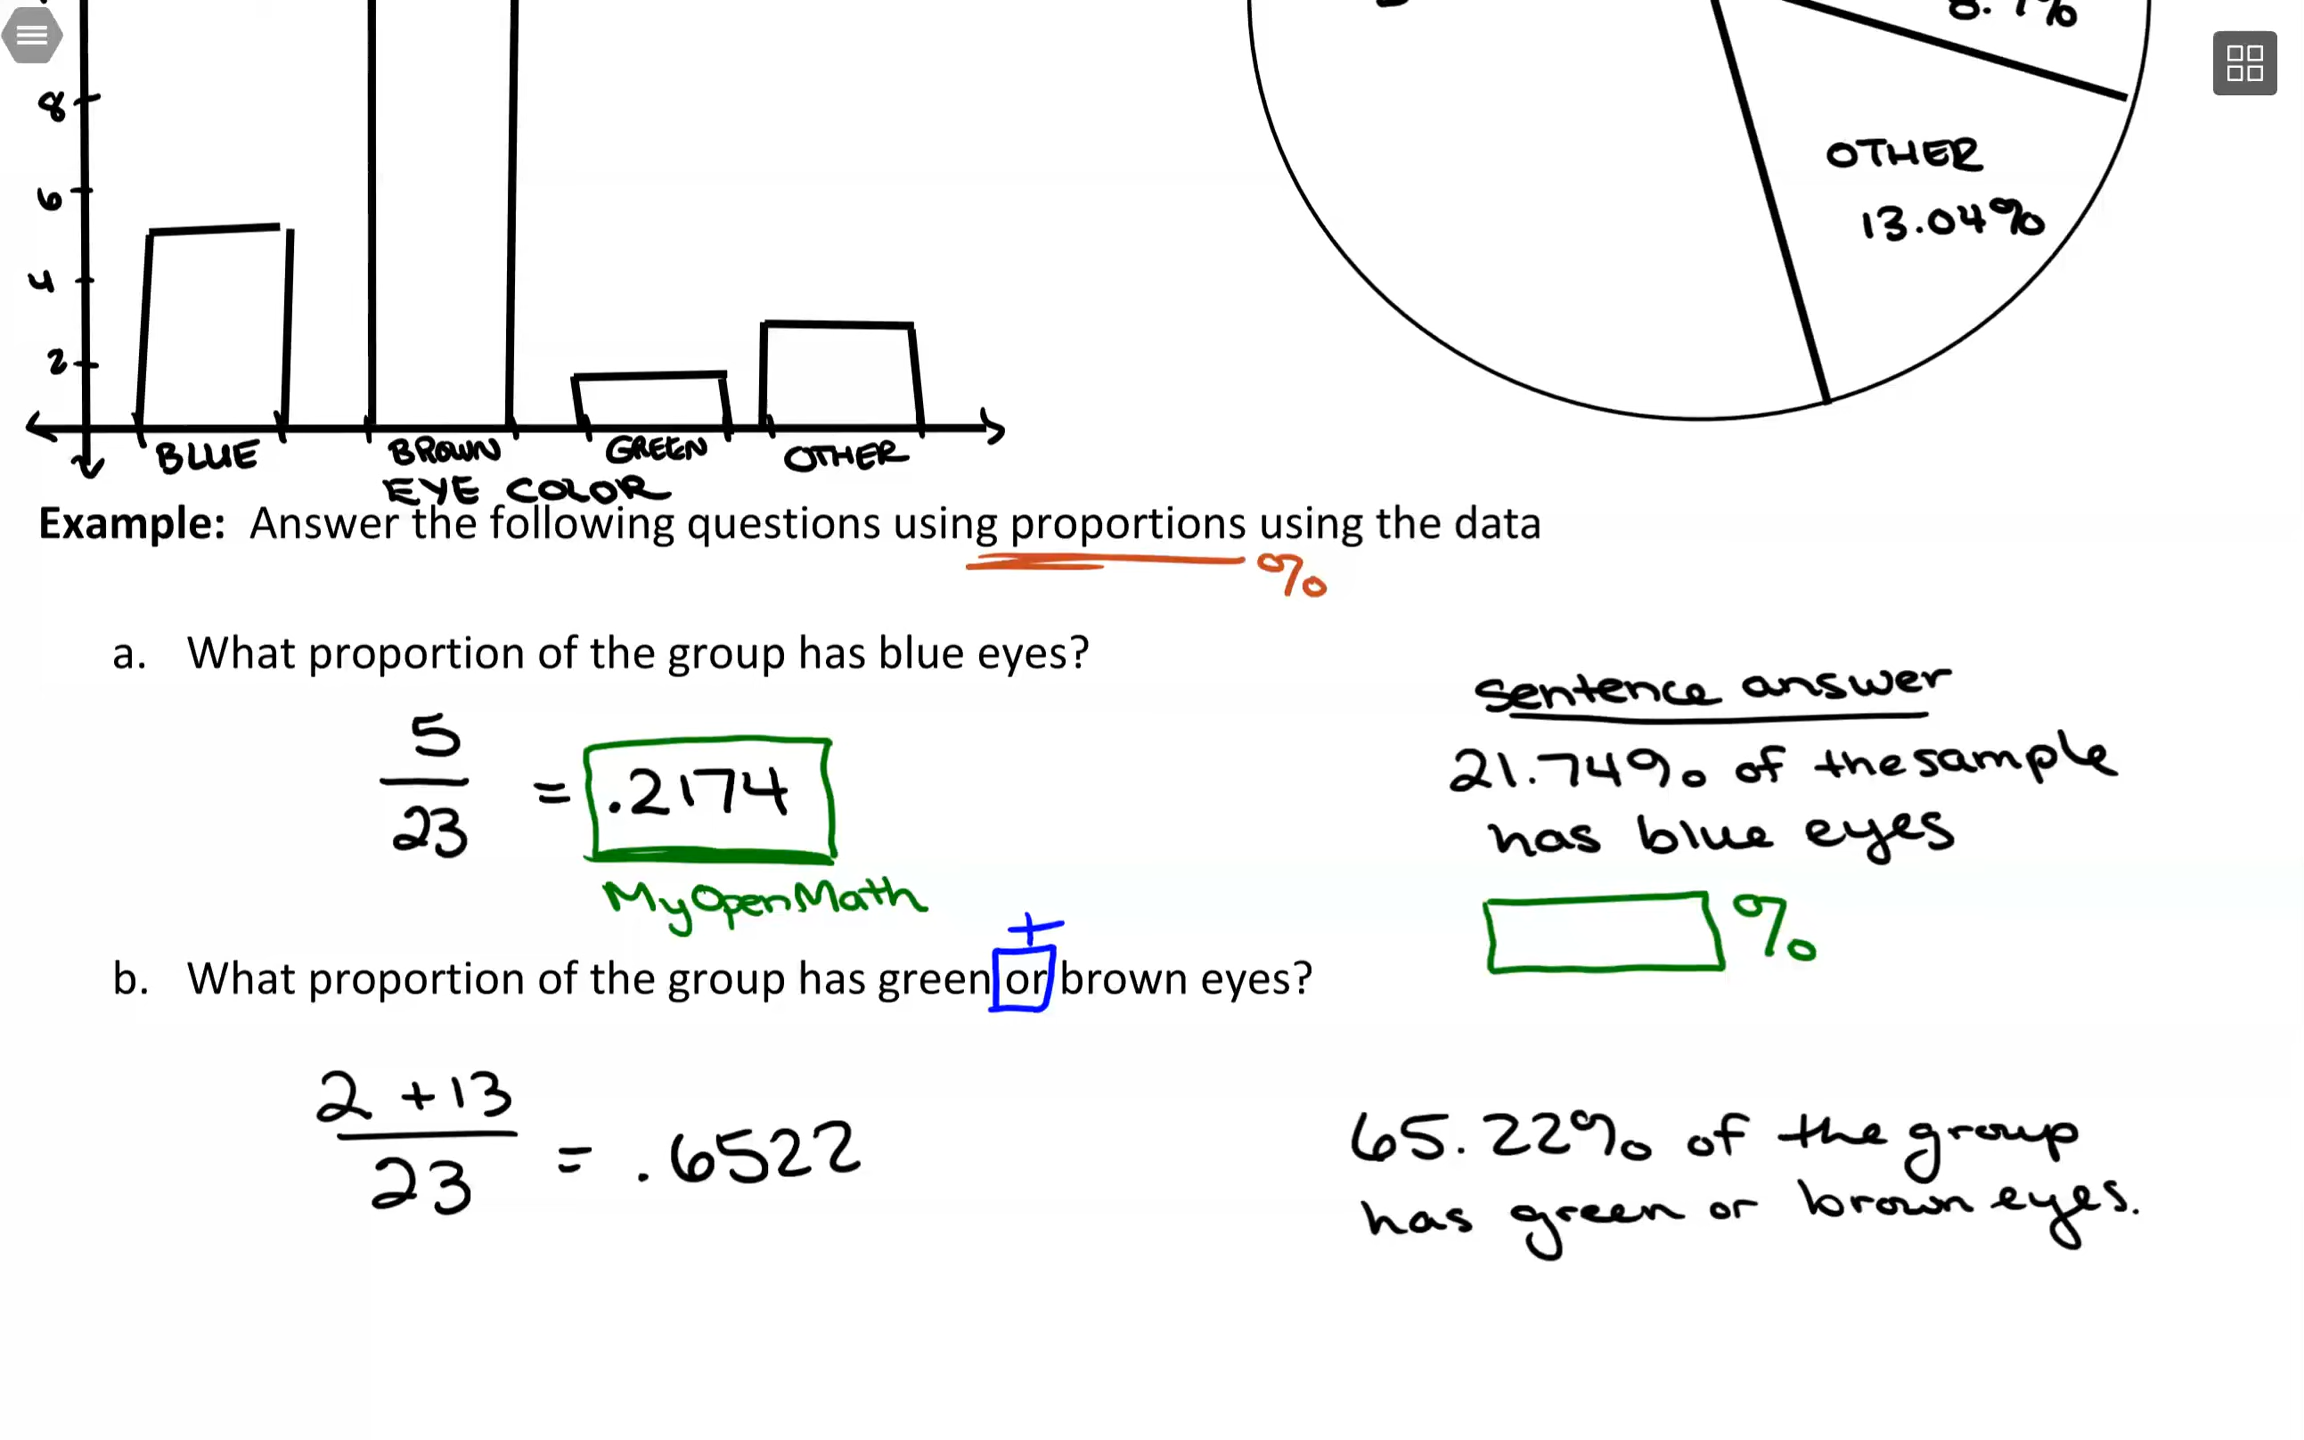 8.7%
8
OTHER
6
13.04%
4
2
BLUE
BROWN
GREEN
OTHER
EYE COLOR
Example: Answer the following questions using proportions using the data
%
a. What proportion of the group has blue eyes?
sentence answer
5
21.74% of the sample
= .2174
23
has blue eyes
MyOpenMath
%
+
b. What proportion of the group has green or brown eyes?
2 + 13
65.22% of the group
= .6522
23
has green or brown eyes.